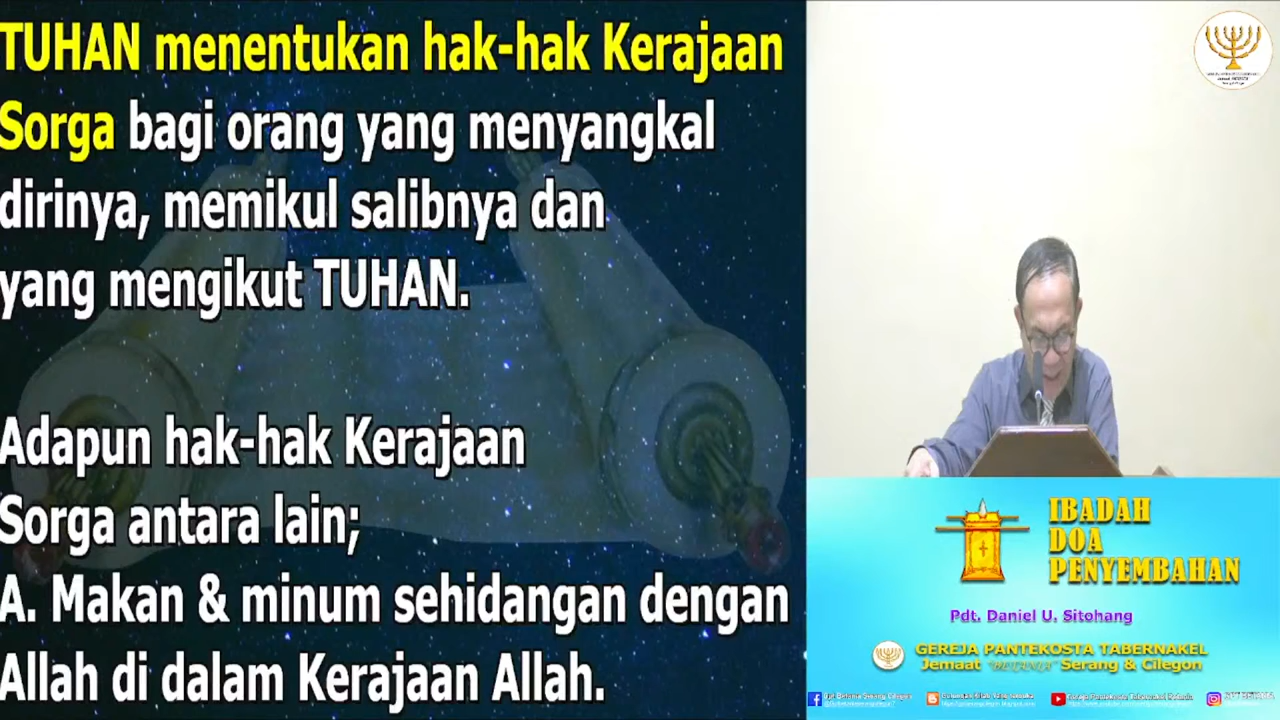 TUHAN menentukan hak-hak Kerajaan
Sorga bagi orang yang menyangkal
dirinya, memikul salibnya dan
yang mengikut TUHAN.
Adapun hak-hak Kerajaan
Sorga antara lain;
A. Makan & minum sehidangan dengan
Allah di dalam Kerajaan Allah.
IBADAH
DOA
PENYEMBAHAN
Pdt. Daniel U. Sitohang
GEREJA PANTEKOSTA TABERNAKEL
Jemaat "BETANIA" Serang & Cilegon